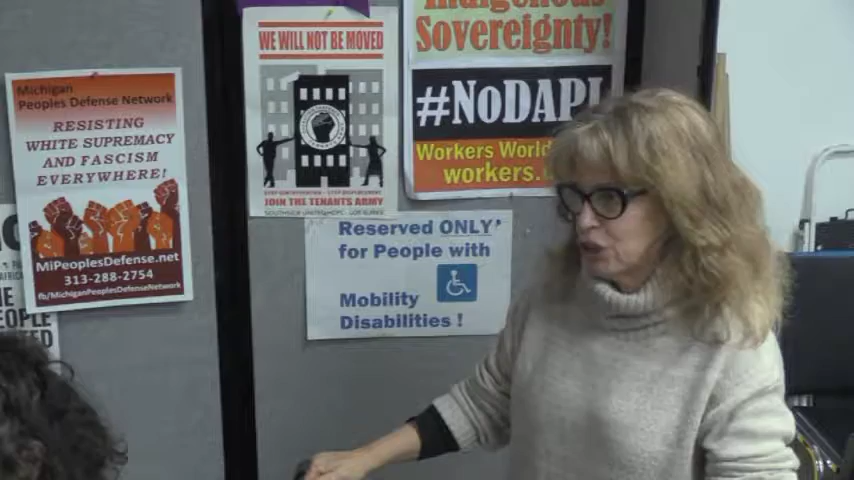 Michigan
Peoples Defense Network
RESISTING
WHITE SUPREMACY
AND FASCISM
EVERYWHERE!
MiPeoplesDefense.net
313-288-2754
fb/MichiganPeoplesDefenseNetwork
WE WILL NOT BE MOVED
JOIN THE TENANTS ARMY
Indigenous
Sovereignty!
#NoDAPL
Workers World
workers.
Reserved ONLY
for People with
Mobility
Disabilities !